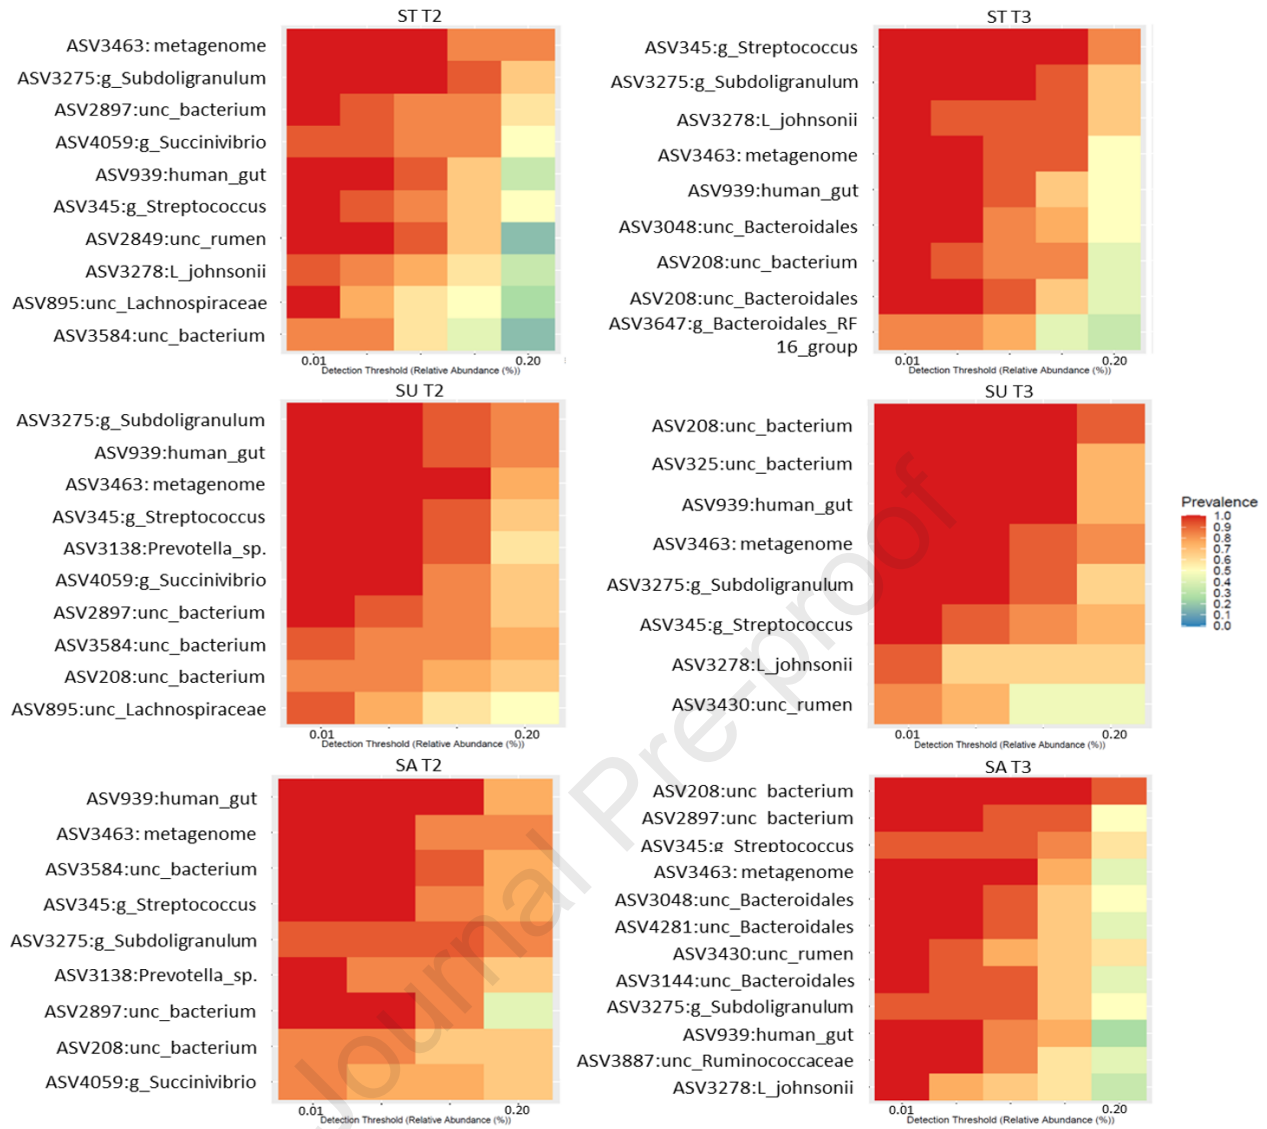 ST T2
ASV3463: metagenome
ASV3275:g_Subdoligranulum
ASV2897:unc_bacterium
ASV4059:g_Succinivibrio
ASV939:human_gut
ASV345:g_Streptococcus
ASV2849:unc_rumen
ASV3278:L_johnsonii
ASV895:unc_Lachnospiraceae
ASV3584:unc_bacterium
0.01 0.20
Detection Threshold (Relative Abundance (%))
ST T3
ASV345:g_Streptococcus
ASV3275:g_Subdoligranulum
ASV3278:L_johnsonii
ASV3463: metagenome
ASV939:human_gut
ASV3048:unc_Bacteroidales
ASV208:unc_bacterium
ASV208:unc_Bacteroidales
ASV3647:g_Bacteroidales_RF
16_group
0.01 0.20
Detection Threshold (Relative Abundance (%))
SU T2
ASV3275:g_Subdoligranulum
ASV939:human_gut
ASV3463: metagenome
ASV345:g_Streptococcus
ASV3138:Prevotella_sp.
ASV4059:g_Succinivibrio
ASV2897:unc_bacterium
ASV3584:unc_bacterium
ASV208:unc_bacterium
ASV895:unc_Lachnospiraceae
0.01 0.20
Detection Threshold (Relative Abundance (%))
SU T3
ASV208:unc_bacterium
ASV325:unc_bacterium
ASV939:human_gut
ASV3463: metagenome
ASV3275:g_Subdoligranulum
ASV345:g_Streptococcus
ASV3278:L_johnsonii
ASV3430:unc_rumen
0.01 0.20
Detection Threshold (Relative Abundance (%))
Prevalence
1.0
0.9
0.8
0.7
0.6
0.5
0.4
0.3
0.2
0.1
0.0
SA T2
ASV939:human_gut
ASV3463: metagenome
ASV3584:unc_bacterium
ASV345:g_Streptococcus
ASV3275:g_Subdoligranulum
ASV3138:Prevotella_sp.
ASV2897:unc_bacterium
ASV208:unc_bacterium
ASV4059:g_Succinivibrio
0.01 0.20
Detection Threshold (Relative Abundance (%))
SA T3
ASV208:unc bacterium
ASV2897:unc bacterium
ASV345:g Streptococcus
ASV3463: metagenome
ASV3048:unc_Bacteroidales
ASV4281:unc_Bacteroidales
ASV3430:unc_rumen
ASV3144:unc_Bacteroidales
ASV3275:g_Subdoligranulum
ASV939:human_gut
ASV3887:unc_Ruminococcaceae
ASV3278:L_johnsonii
0.01 0.20
Detection Threshold (Relative Abundance (%))
Journal Pre-proof